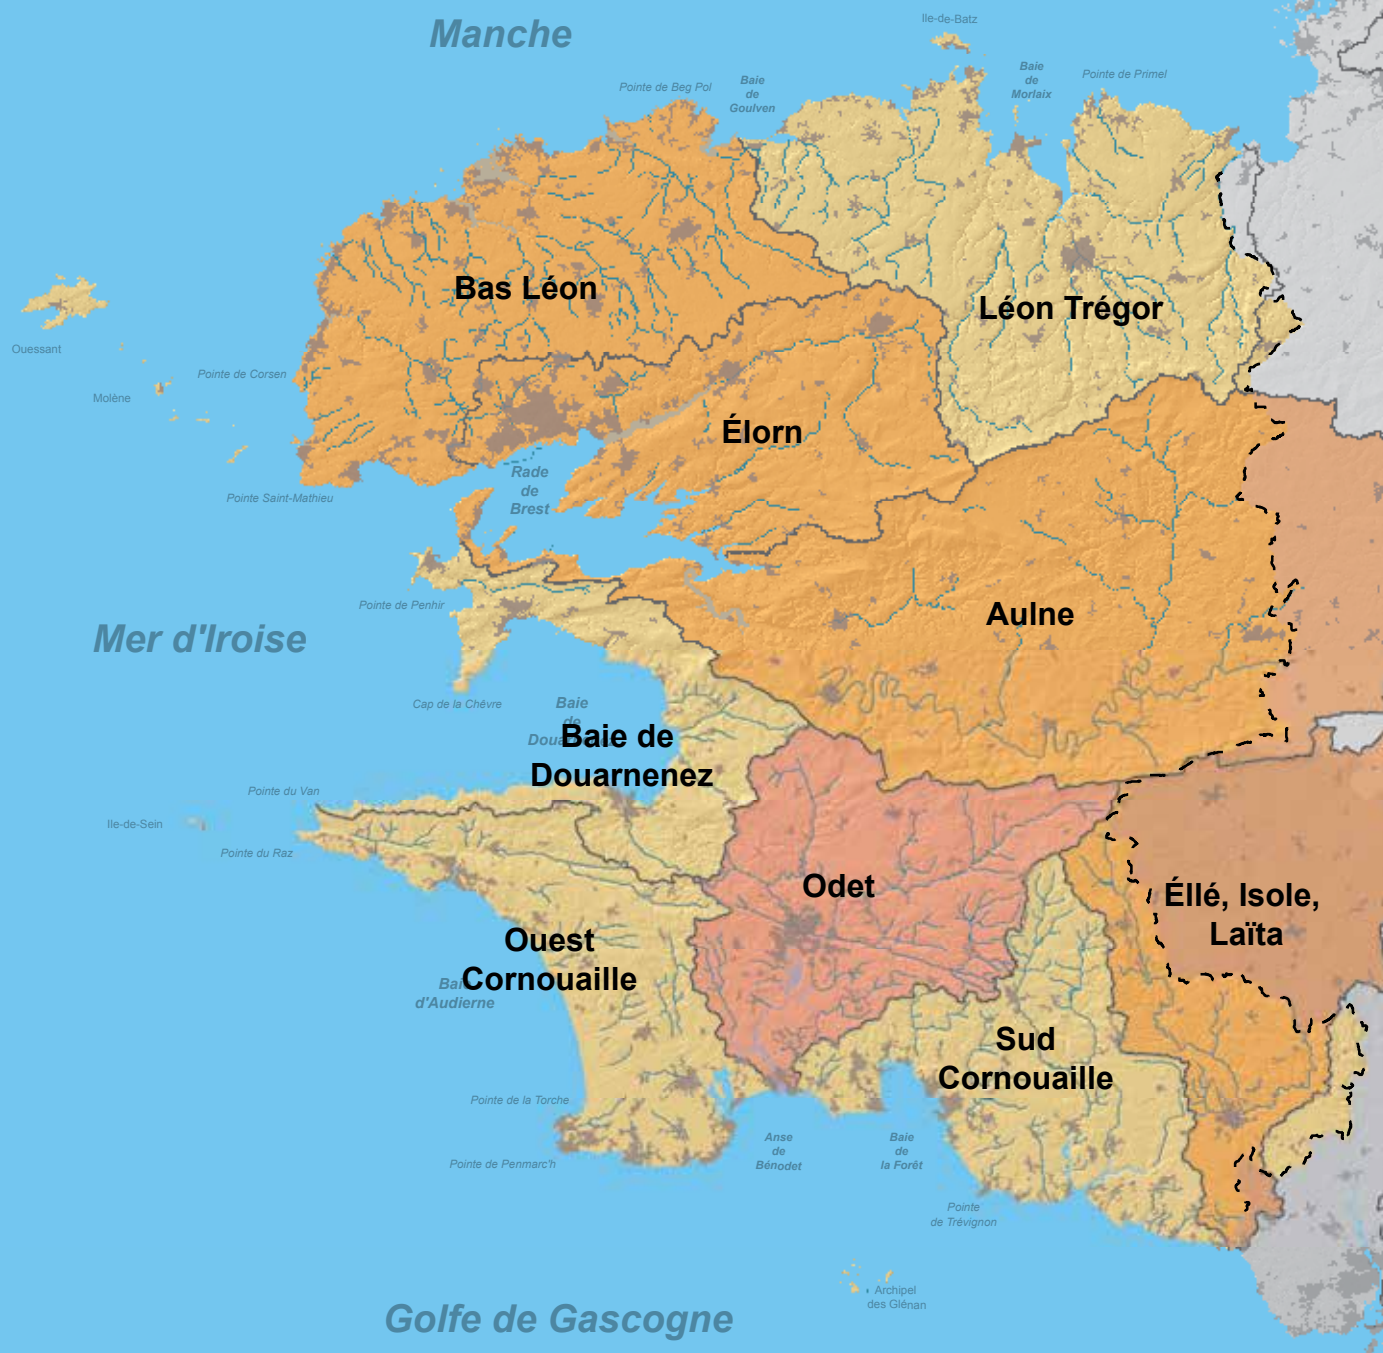 Manche
Ile-de-Batz
Baie
de
Morlaix
Pointe de Primel
Pointe de Beg Pol
Baie
de
Goulven
Bas Léon
Léon Trégor
Ouessant
Pointe de Corsen
Molène
Élorn
Rade
de
Brest
Pointe Saint-Mathieu
Pointe de Penhir
Aulne
Mer d'Iroise
Cap de la Chêvre
Baie
de
Baie de
Douarnenez
Pointe du Van
Ile-de-Sein
Pointe du Raz
Odet
Éllé, Isole,
Laïta
Ouest
Cornouaille
Baie
d'Audierne
Sud
Cornouaille
Pointe de la Torche
Pointe de Penmarc'h
Anse
de
Bénodet
Baie
de
la Forêt
Pointe
de Trévignon
Archipel
des Glénan
Golfe de Gascogne